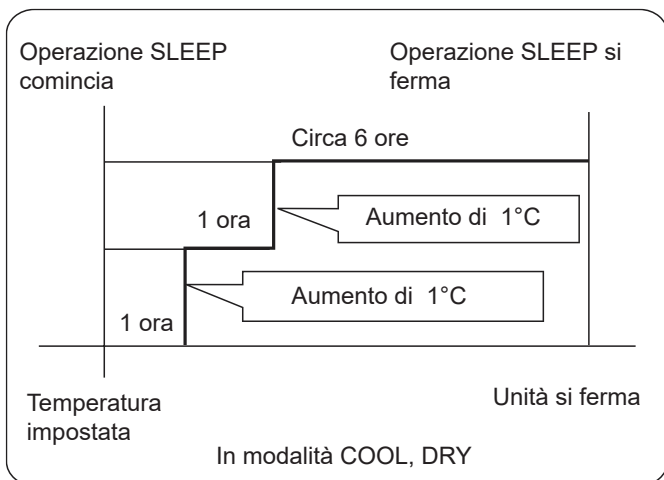 Operazione SLEEP
comincia
Operazione SLEEP si
ferma
Circa 6 ore
1 ora
Aumento di 1°C
Aumento di 1°C
1 ora
Temperatura
impostata
Unità si ferma
In modalità COOL, DRY